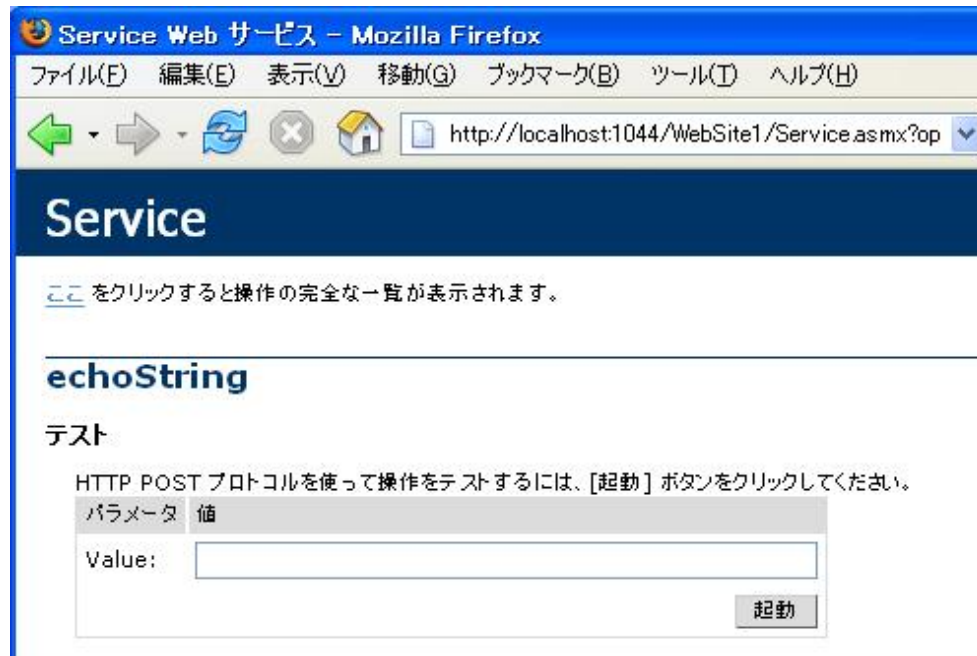 Service Web サービス - Mozilla Firefox
ファイル(F) 編集(E) 表示(V) 移動(G) ブックマーク(B) ツール(T) ヘルプ(H)
http://localhost:1044/WebSite1/Service.asmx?op
Service
ここ をクリックすると操作の完全な一覧が表示されます。
echoString
テスト
HTTP POST プロトコルを使って操作をテストするには、[起動] ボタンをクリックしてください。
パラメータ 値
Value:
起動